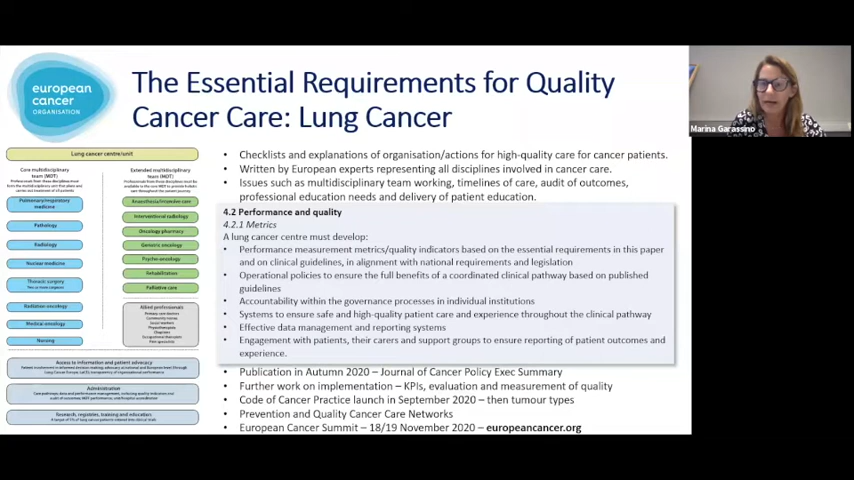 european
cancer
ORGANISATION
The Essential Requirements for Quality
Cancer Care: Lung Cancer
Marina Garassino
Lung cancer centre/unit
Core multidisciplinary
team (MDT)
Pulmonary/respiratory
medicine
Pathology
Radiology
Nuclear medicine
Thoracic surgery
Two or more surgeons
Radiation oncology
Medical oncology
Nursing
Extended multidisciplinary
team (MDT)
Anaesthesia/intensive care
Interventional radiology
Oncology pharmacy
Geriatric oncology
Psycho-oncology
Rehabilitation
Palliative care
Allied professionals
Access to information and patient advocacy
Administration
Research, registries, training and education
• Checklists and explanations of organisation/actions for high-quality care for cancer patients.
• Written by European experts representing all disciplines involved in cancer care.
• Issues such as multidisciplinary team working, timelines of care, audit of outcomes,
professional education needs and delivery of patient education.
4.2 Performance and quality
4.2.1 Metrics
A lung cancer centre must develop:
• Performance measurement metrics/quality indicators based on the essential requirements in this paper
and on clinical guidelines, in alignment with national requirements and legislation
• Operational policies to ensure the full benefits of a coordinated clinical pathway based on published
guidelines
• Accountability within the governance processes in individual institutions
• Systems to ensure safe and high-quality patient care and experience throughout the clinical pathway
• Effective data management and reporting systems
• Engagement with patients, their carers and support groups to ensure reporting of patient outcomes and
experience.
• Publication in Autumn 2020 – Journal of Cancer Policy Exec Summary
• Further work on implementation – KPIs, evaluation and measurement of quality
• Code of Cancer Practice launch in September 2020 – then tumour types
• Prevention and Quality Cancer Care Networks
• European Cancer Summit – 18/19 November 2020 – europeancancer.org